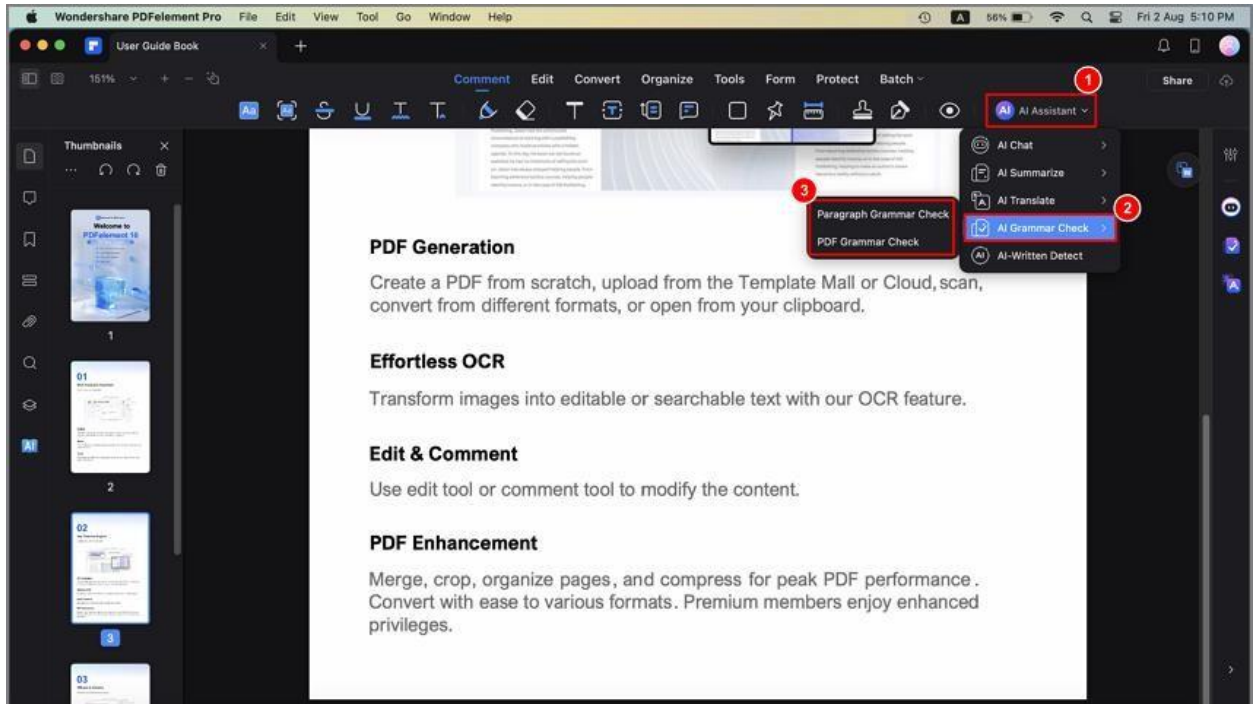 Wondershare PDFelement Pro File Edit View Tool Go Window Help A 56% Fri 2 Aug 5:10 PM
User Guide Book
151% Comment Edit Convert Organize Tools Form Protect Batch 1 Share
AI Assistant
Thumbnails
AI Chat
AI Summarize
AI Translate
2
AI Grammar Check
AI-Written Detect
3
Paragraph Grammar Check
PDF Grammar Check
Welcome to
PDFelement 10
1
01
2
02
3
03
AI
PDF Generation
Create a PDF from scratch, upload from the Template Mall or Cloud, scan,
convert from different formats, or open from your clipboard.
Effortless OCR
Transform images into editable or searchable text with our OCR feature.
Edit & Comment
Use edit tool or comment tool to modify the content.
PDF Enhancement
Merge, crop, organize pages, and compress for peak PDF performance.
Convert with ease to various formats. Premium members enjoy enhanced
privileges.